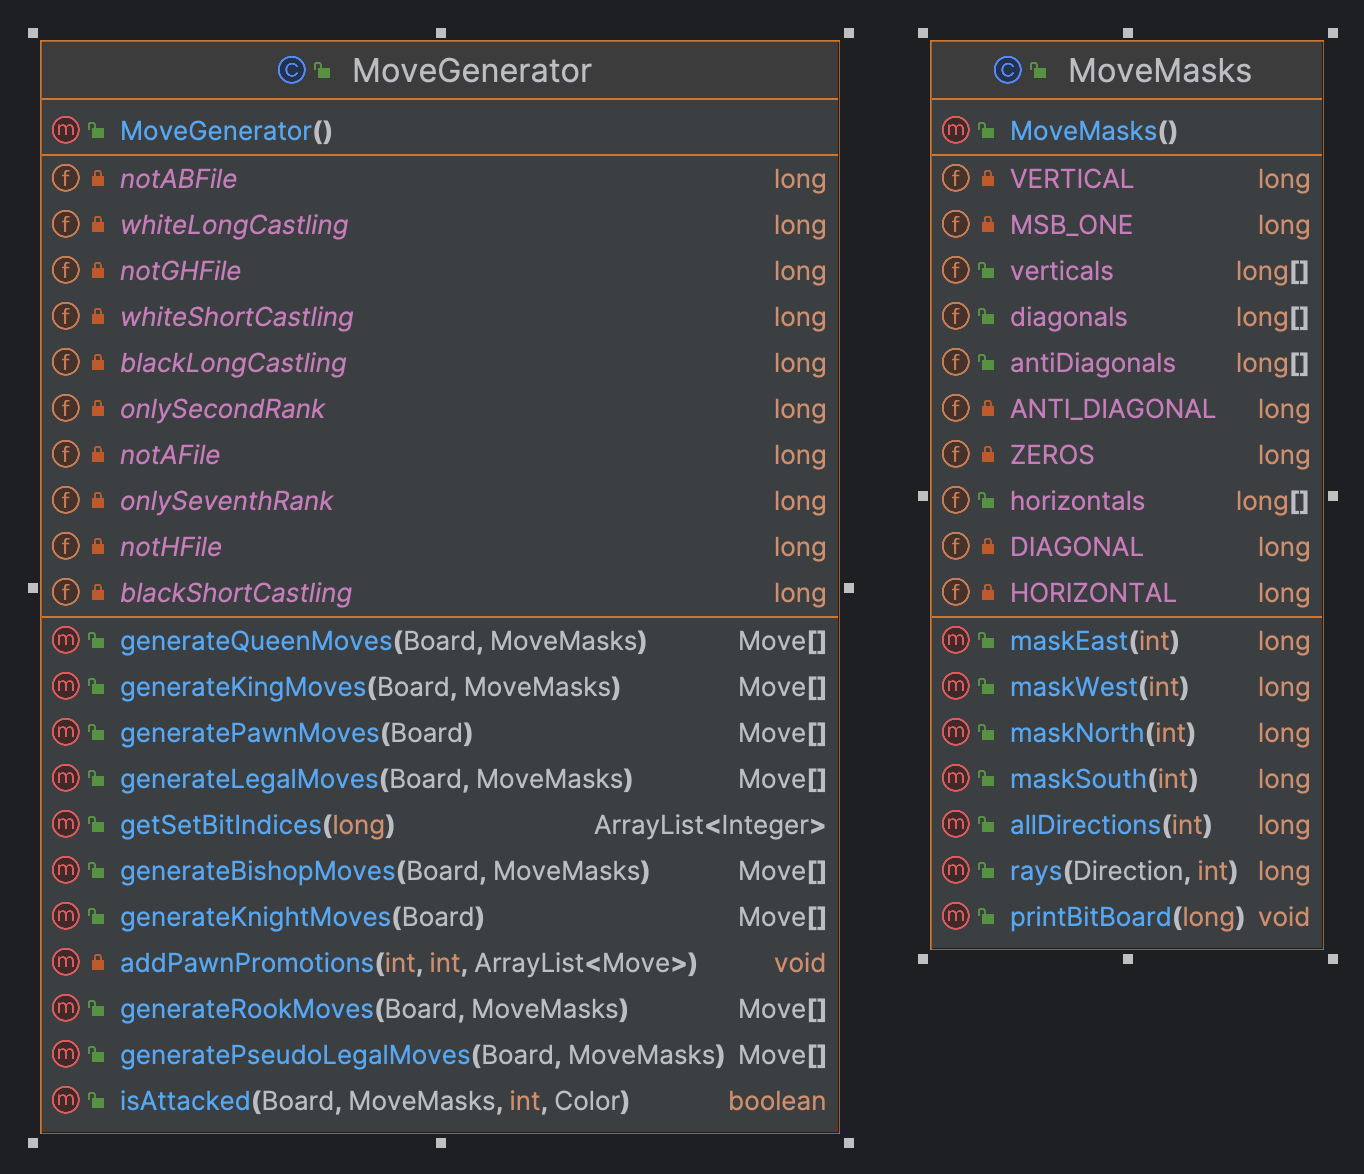 MoveGenerator
MoveGenerator()
notABFile long
whiteLongCastling long
notGHFile long
whiteShortCastling long
blackLongCastling long
onlySecondRank long
notAFile long
onlySeventhRank long
notHFile long
blackShortCastling long
generateQueenMoves(Board, MoveMasks) Move[]
generateKingMoves(Board, MoveMasks) Move[]
generatePawnMoves(Board) Move[]
generateLegalMoves(Board, MoveMasks) Move[]
getSetBitIndices(long) ArrayList<Integer>
generateBishopMoves(Board, MoveMasks) Move[]
generateKnightMoves(Board) Move[]
addPawnPromotions(int, int, ArrayList<Move>) void
generateRookMoves(Board, MoveMasks) Move[]
generatePseudoLegalMoves(Board, MoveMasks) Move[]
isAttacked(Board, MoveMasks, int, Color) boolean
MoveMasks
MoveMasks()
VERTICAL long
MSB_ONE long
verticals long[]
diagonals long[]
antiDiagonals long[]
ANTI_DIAGONAL long
ZEROS long
horizontals long[]
DIAGONAL long
HORIZONTAL long
maskEast(int) long
maskWest(int) long
maskNorth(int) long
maskSouth(int) long
allDirections(int) long
rays(Direction, int) long
printBitBoard(long) void